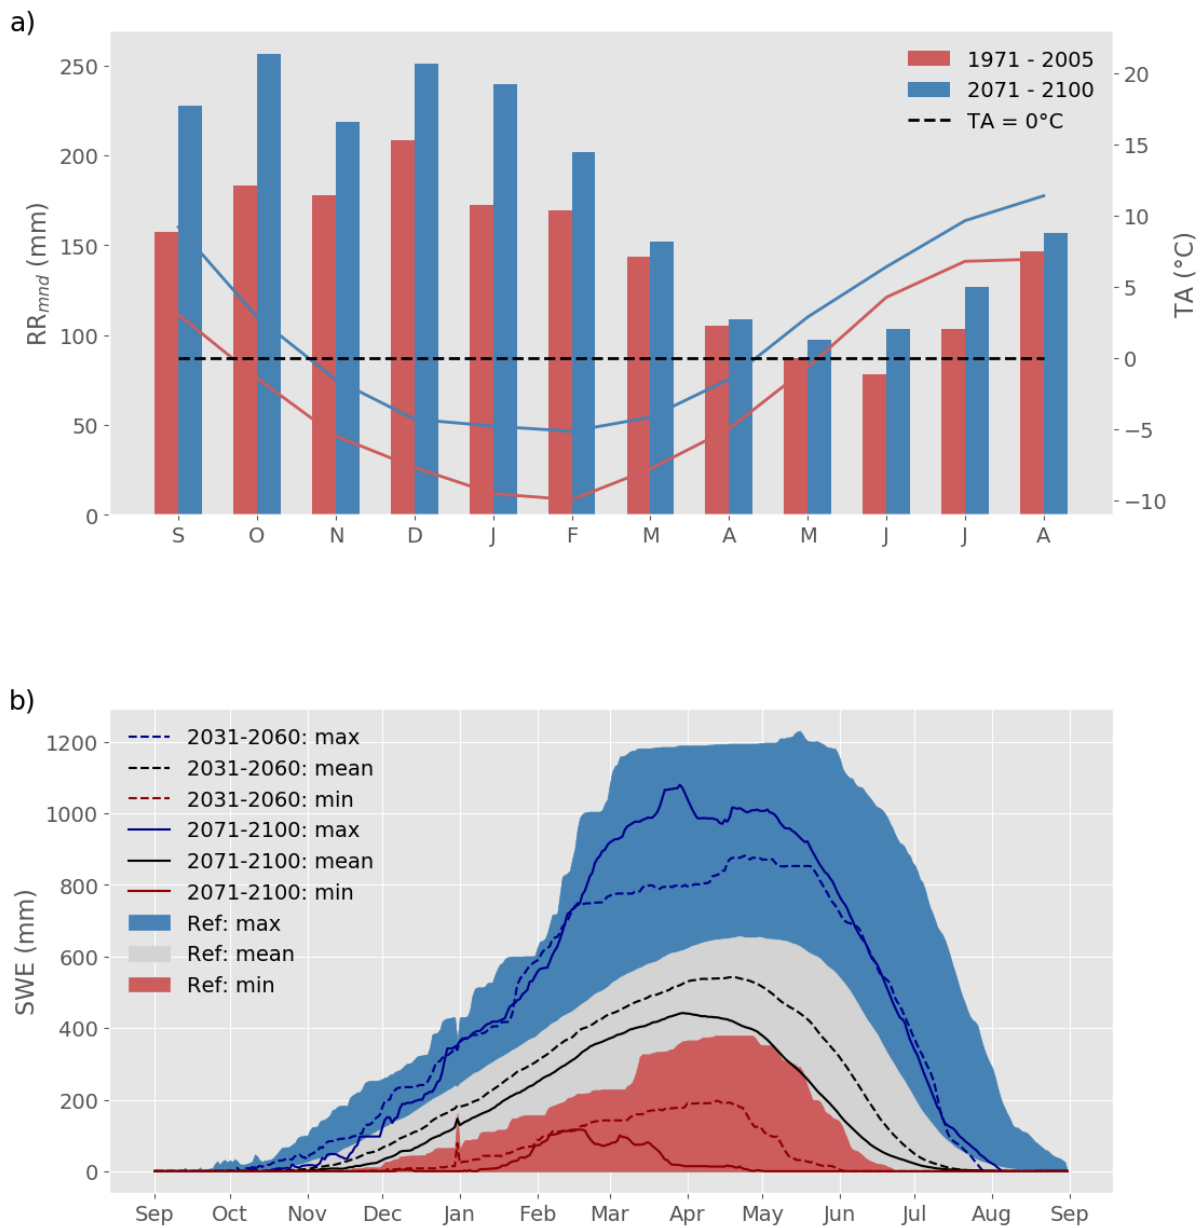 a)
250
200
150
100
50
0
RR_mnd (mm)
1971 - 2005
2071 - 2100
TA = 0°C
20
15
10
5
0
−5
−10
TA (°C)
S O N D J F M A M J J A
b)
1200
1000
800
600
400
200
0
SWE (mm)
2031-2060: max
2031-2060: mean
2031-2060: min
2071-2100: max
2071-2100: mean
2071-2100: min
Ref: max
Ref: mean
Ref: min
Sep Oct Nov Dec Jan Feb Mar Apr May Jun Jul Aug Sep